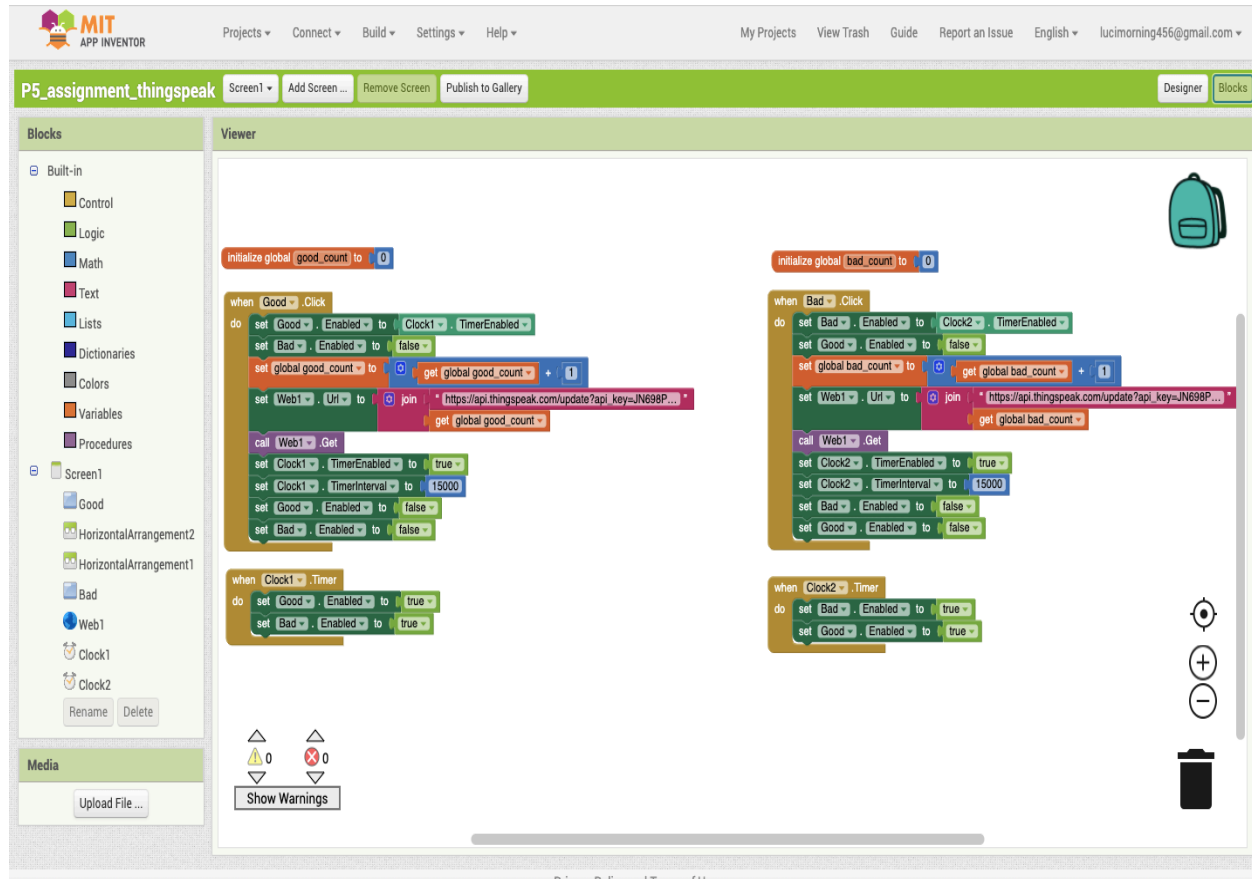 MIT
APP INVENTOR
Projects Connect Build Settings Help My Projects View Trash Guide Report an Issue English lucimorning456@gmail.com
P5_assignment_thingspeak Screen1 Add Screen ... Remove Screen Publish to Gallery Designer Blocks
Blocks
Built-in
Control
Logic
Math
Text
Lists
Dictionaries
Colors
Variables
Procedures
Screen1
Good
HorizontalArrangement2
HorizontalArrangement1
Bad
Web1
Clock1
Clock2
Rename Delete
Media
Upload File ...
Viewer
initialize global good_count to 0
when Good .Click
do set Good . Enabled to Clock1 . TimerEnabled
set Bad . Enabled to false
set global good_count to get global good_count + 1
set Web1 . Url to join " https://api.thingspeak.com/update?api_key=JN698P... "
get global good_count
call Web1 .Get
set Clock1 . TimerEnabled to true
set Clock1 . TimerInterval to 15000
set Good . Enabled to false
set Bad . Enabled to false
when Clock1 .Timer
do set Good . Enabled to true
set Bad . Enabled to true
initialize global bad_count to 0
when Bad .Click
do set Bad . Enabled to Clock2 . TimerEnabled
set Good . Enabled to false
set global bad_count to get global bad_count + 1
set Web1 . Url to join " https://api.thingspeak.com/update?api_key=JN698P... "
get global bad_count
call Web1 .Get
set Clock2 . TimerEnabled to true
set Clock2 . TimerInterval to 15000
set Bad . Enabled to false
set Good . Enabled to false
when Clock2 .Timer
do set Bad . Enabled to true
set Good . Enabled to true
0 0
Show Warnings